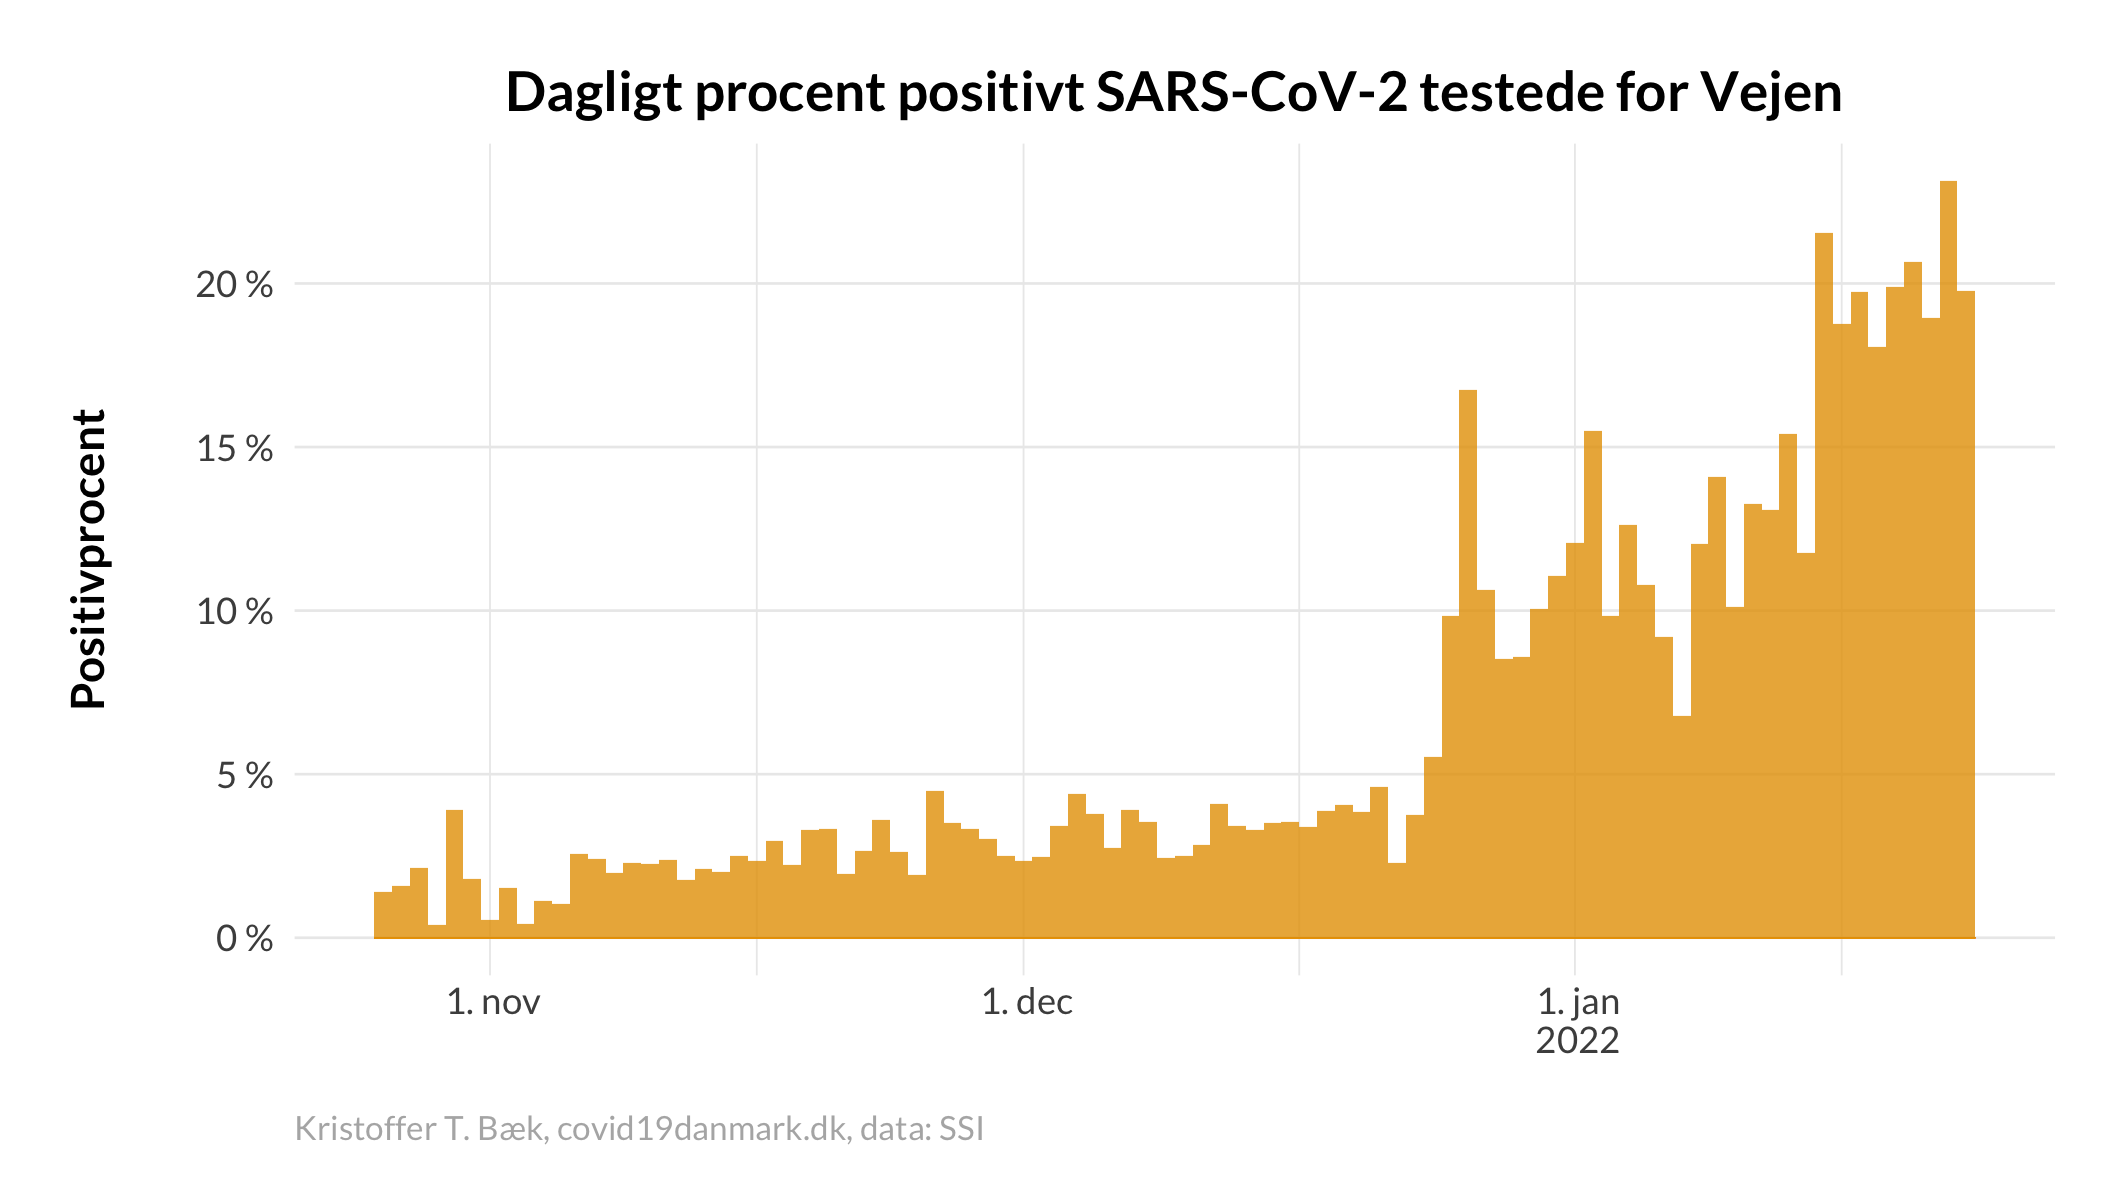 Dagligt procent positivt SARS-CoV-2 testede for Vejen
Positivprocent
20 %
15 %
10 %
5 %
0 %
1. nov
1. dec
1. jan
2022
Kristoffer T. Bæk, covid19danmark.dk, data: SSI